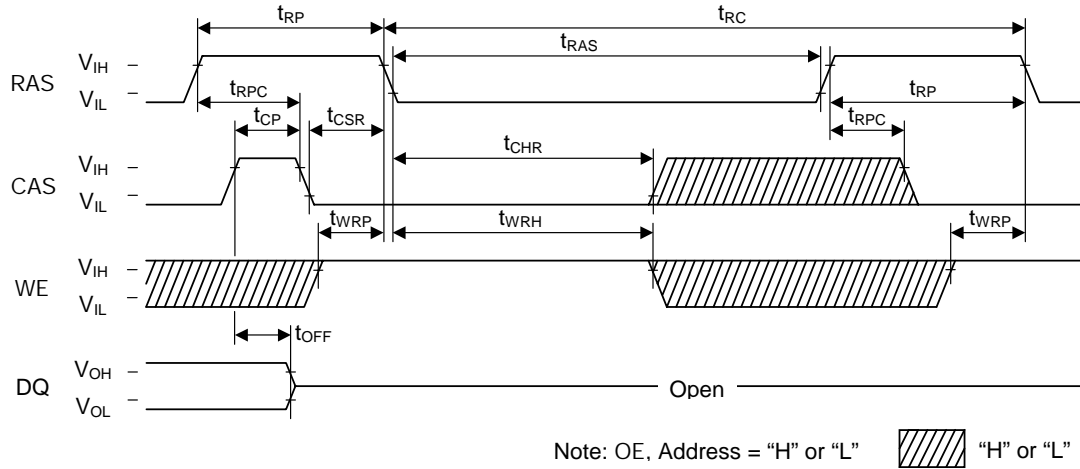 tRP
tRC
RAS
VIH
VIL
tRAS
tRP
tRPC
tRPC
tCP
tCSR
CAS
VIH
VIL
tCHR
tWRP
tWRH
tWRP
WE
VIH
VIL
tOFF
DQ
VOH
VOL
Open
Note: OE, Address = “H” or “L”
“H” or “L”